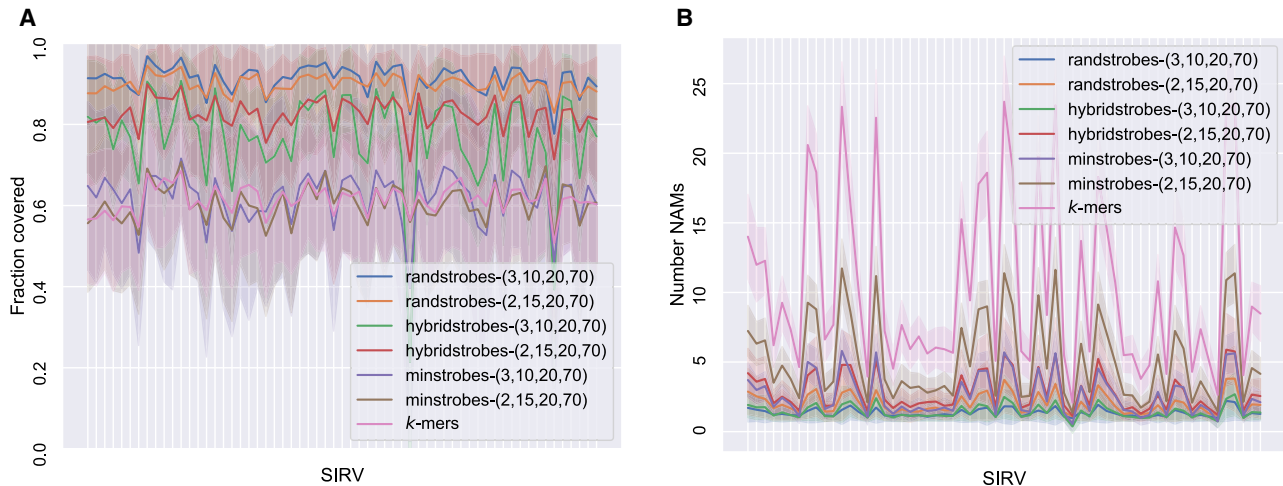 A
1.0
0.8
0.6
0.4
0.2
0.0
Fraction covered
SIRV
randstrobes-(3,10,20,70)
randstrobes-(2,15,20,70)
hybridstrobes-(3,10,20,70)
hybridstrobes-(2,15,20,70)
minstrobes-(3,10,20,70)
minstrobes-(2,15,20,70)
k-mers
B
25
20
15
10
5
0
Number NAMs
SIRV
randstrobes-(3,10,20,70)
randstrobes-(2,15,20,70)
hybridstrobes-(3,10,20,70)
hybridstrobes-(2,15,20,70)
minstrobes-(3,10,20,70)
minstrobes-(2,15,20,70)
k-mers